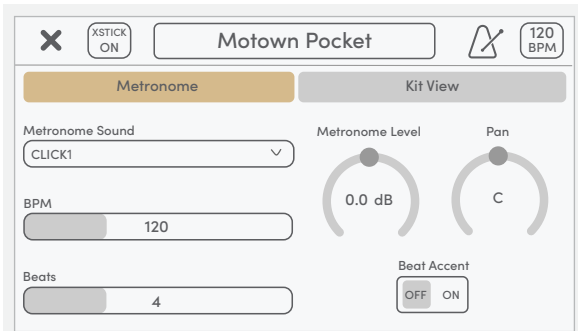 XSTICK
ON
Motown Pocket
120
BPM
Metronome
Kit View
Metronome Sound
CLICK1
Metronome Level
Pan
0.0 dB
C
BPM
120
Beats
4
Beat Accent
OFF ON